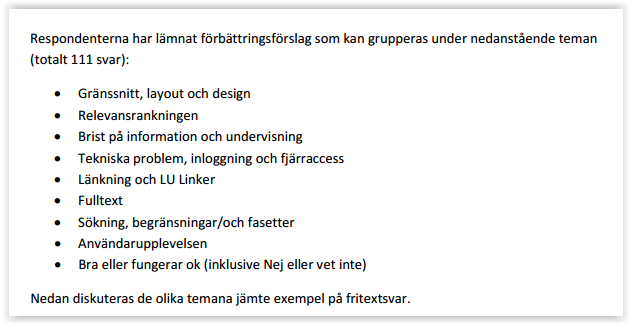 Respondenterna har lämnat förbättringsförslag som kan grupperas under nedanstående teman
(totalt 111 svar):
• Gränssnitt, layout och design
• Relevansrankningen
• Brist på information och undervisning
• Tekniska problem, inloggning och fjärraccess
• Länkning och LU Linker
• Fulltext
• Sökning, begränsningar/och fasetter
• Användarupplevelsen
• Bra eller fungerar ok (inklusive Nej eller vet inte)
Nedan diskuteras de olika temana jämte exempel på fritextsvar.